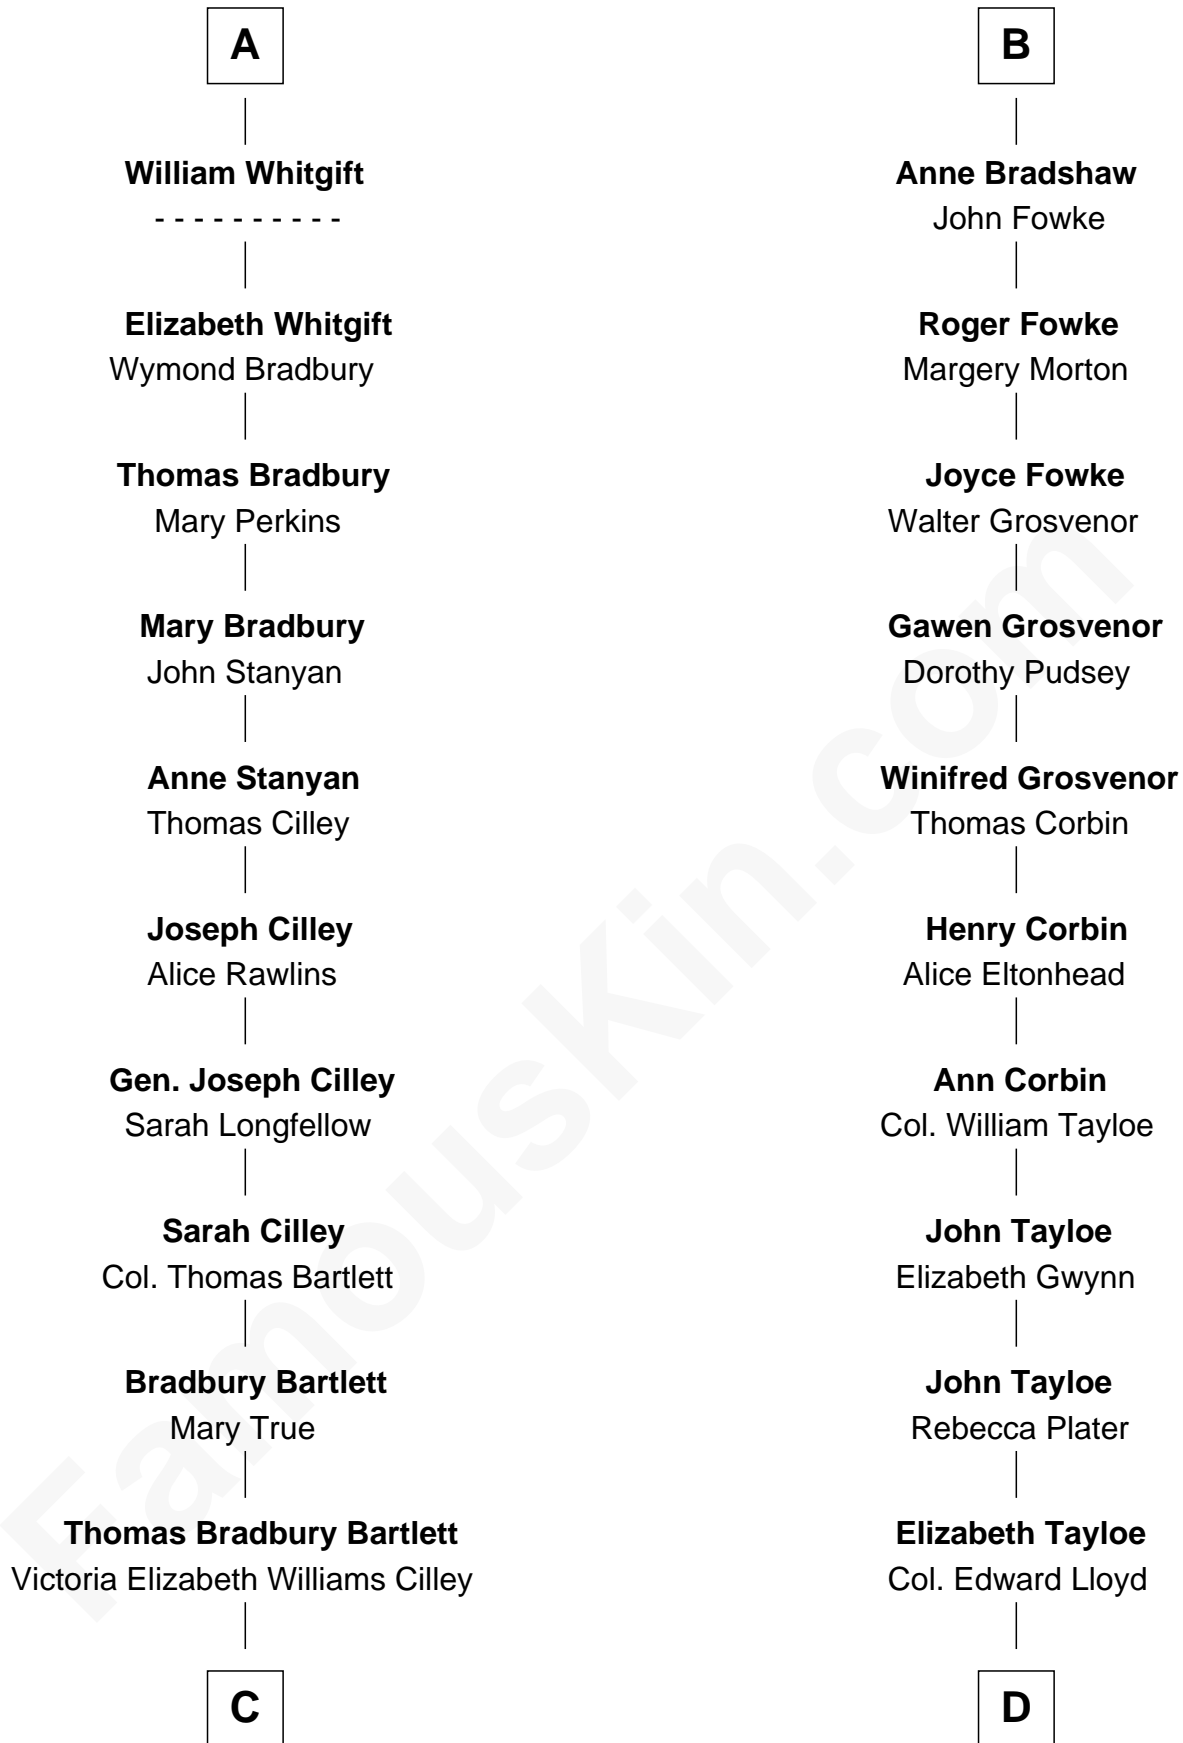 A
William Whitgift
- - - - - - - - - -
Elizabeth Whitgift
Wymond Bradbury
Thomas Bradbury
Mary Perkins
Mary Bradbury
John Stanyan
Anne Stanyan
Thomas Cilley
Joseph Cilley
Alice Rawlins
Gen. Joseph Cilley
Sarah Longfellow
Sarah Cilley
Col. Thomas Bartlett
Bradbury Bartlett
Mary True
Thomas Bradbury Bartlett
Victoria Elizabeth Williams Cilley
C
B
Anne Bradshaw
John Fowke
Roger Fowke
Margery Morton
Joyce Fowke
Walter Grosvenor
Gawen Grosvenor
Dorothy Pudsey
Winifred Grosvenor
Thomas Corbin
Henry Corbin
Alice Eltonhead
Ann Corbin
Col. William Tayloe
John Tayloe
Elizabeth Gwynn
John Tayloe
Rebecca Plater
Elizabeth Tayloe
Col. Edward Lloyd
D
FamousKin.com